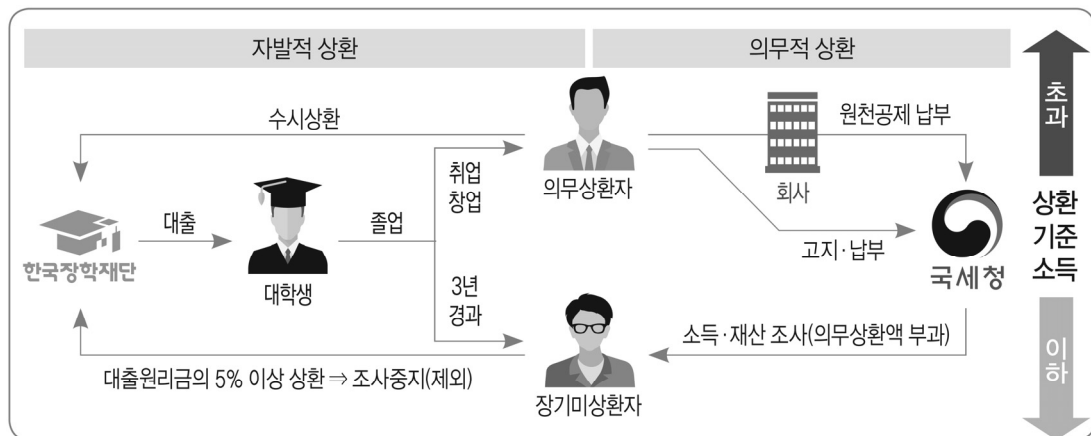 자발적 상환
의무적 상환
초과
수시상환
원천공제 납부
취업
창업
의무상환자
회사
대출
졸업
상환
기준
소득
고지·납부
한국장학재단
대학생
국세청
3년
경과
소득·재산 조사(의무상환액 부과)
이하
대출원리금의 5% 이상 상환 ⇒ 조사중지(제외)
장기미상환자